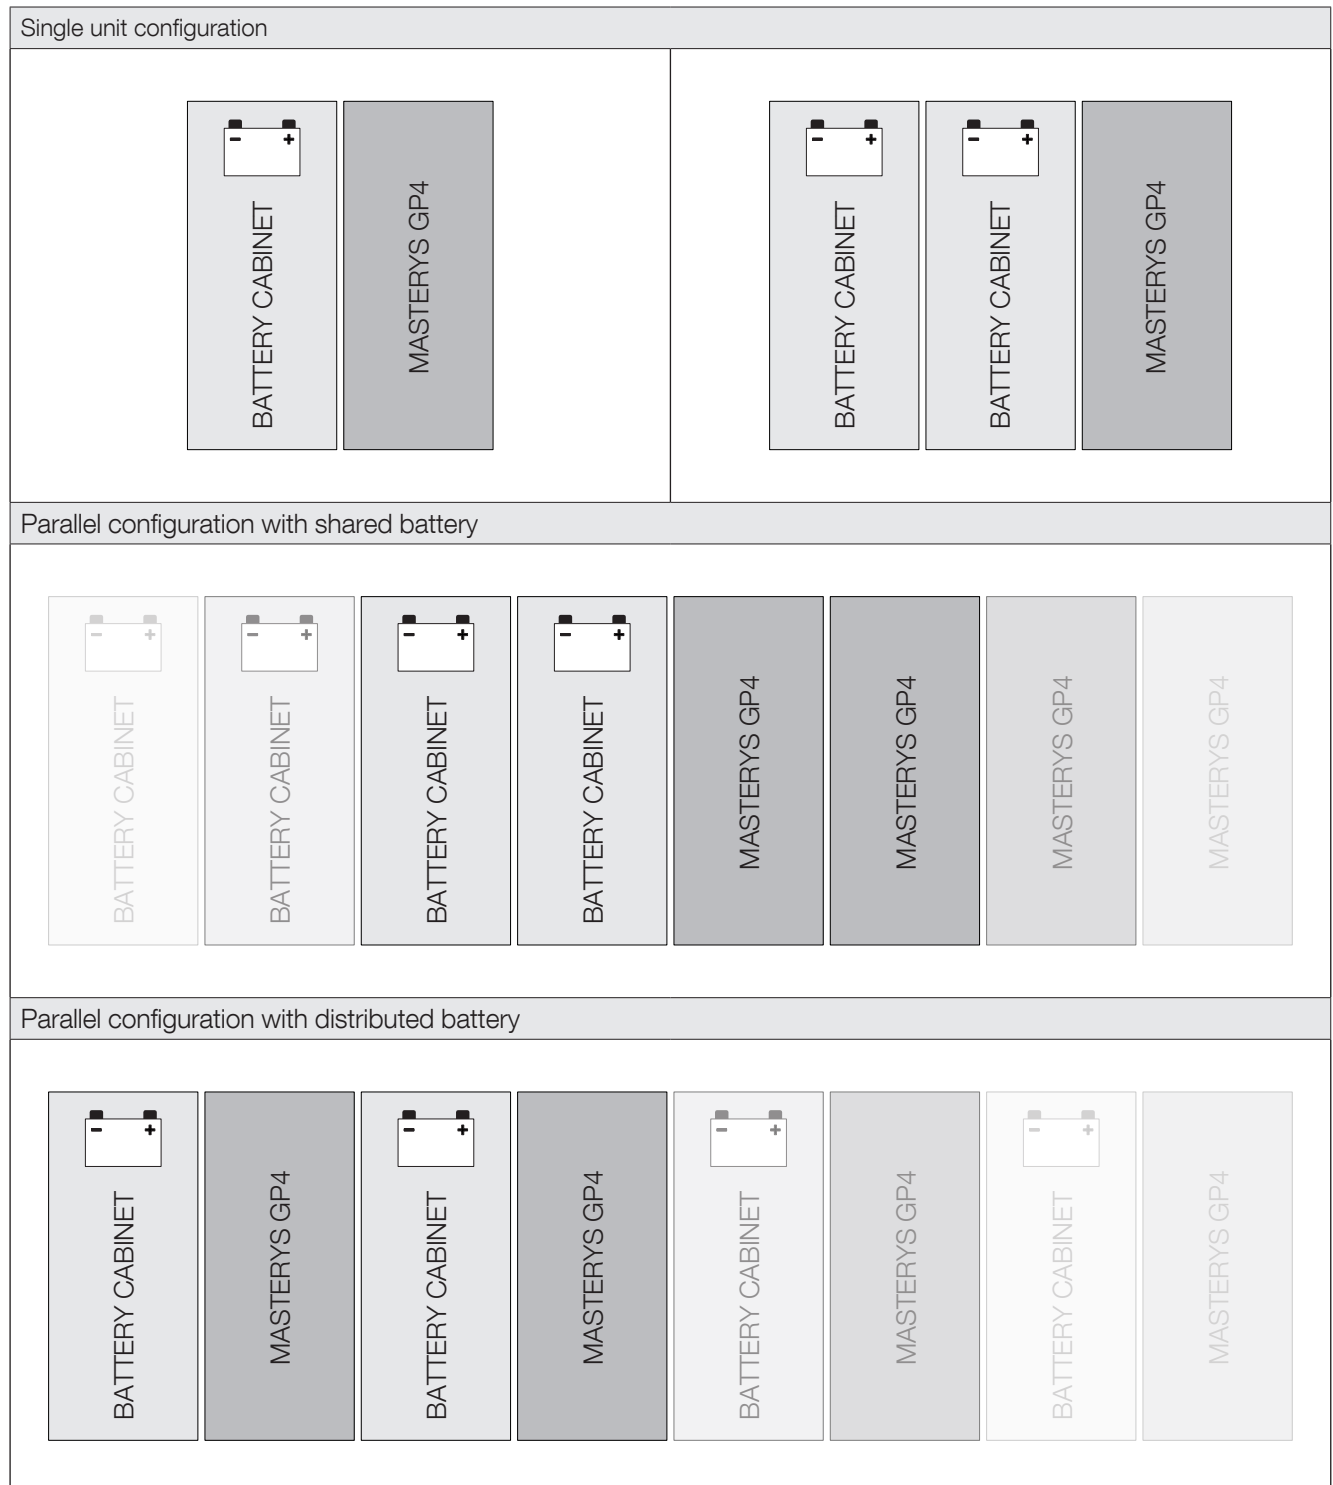 Single unit configuration
BATTERY CABINET
MASTERYS GP4
BATTERY CABINET
BATTERY CABINET
MASTERYS GP4
Parallel configuration with shared battery
BATTERY CABINET
BATTERY CABINET
BATTERY CABINET
BATTERY CABINET
MASTERYS GP4
MASTERYS GP4
MASTERYS GP4
MASTERYS GP4
Parallel configuration with distributed battery
BATTERY CABINET
MASTERYS GP4
BATTERY CABINET
MASTERYS GP4
BATTERY CABINET
MASTERYS GP4
BATTERY CABINET
MASTERYS GP4